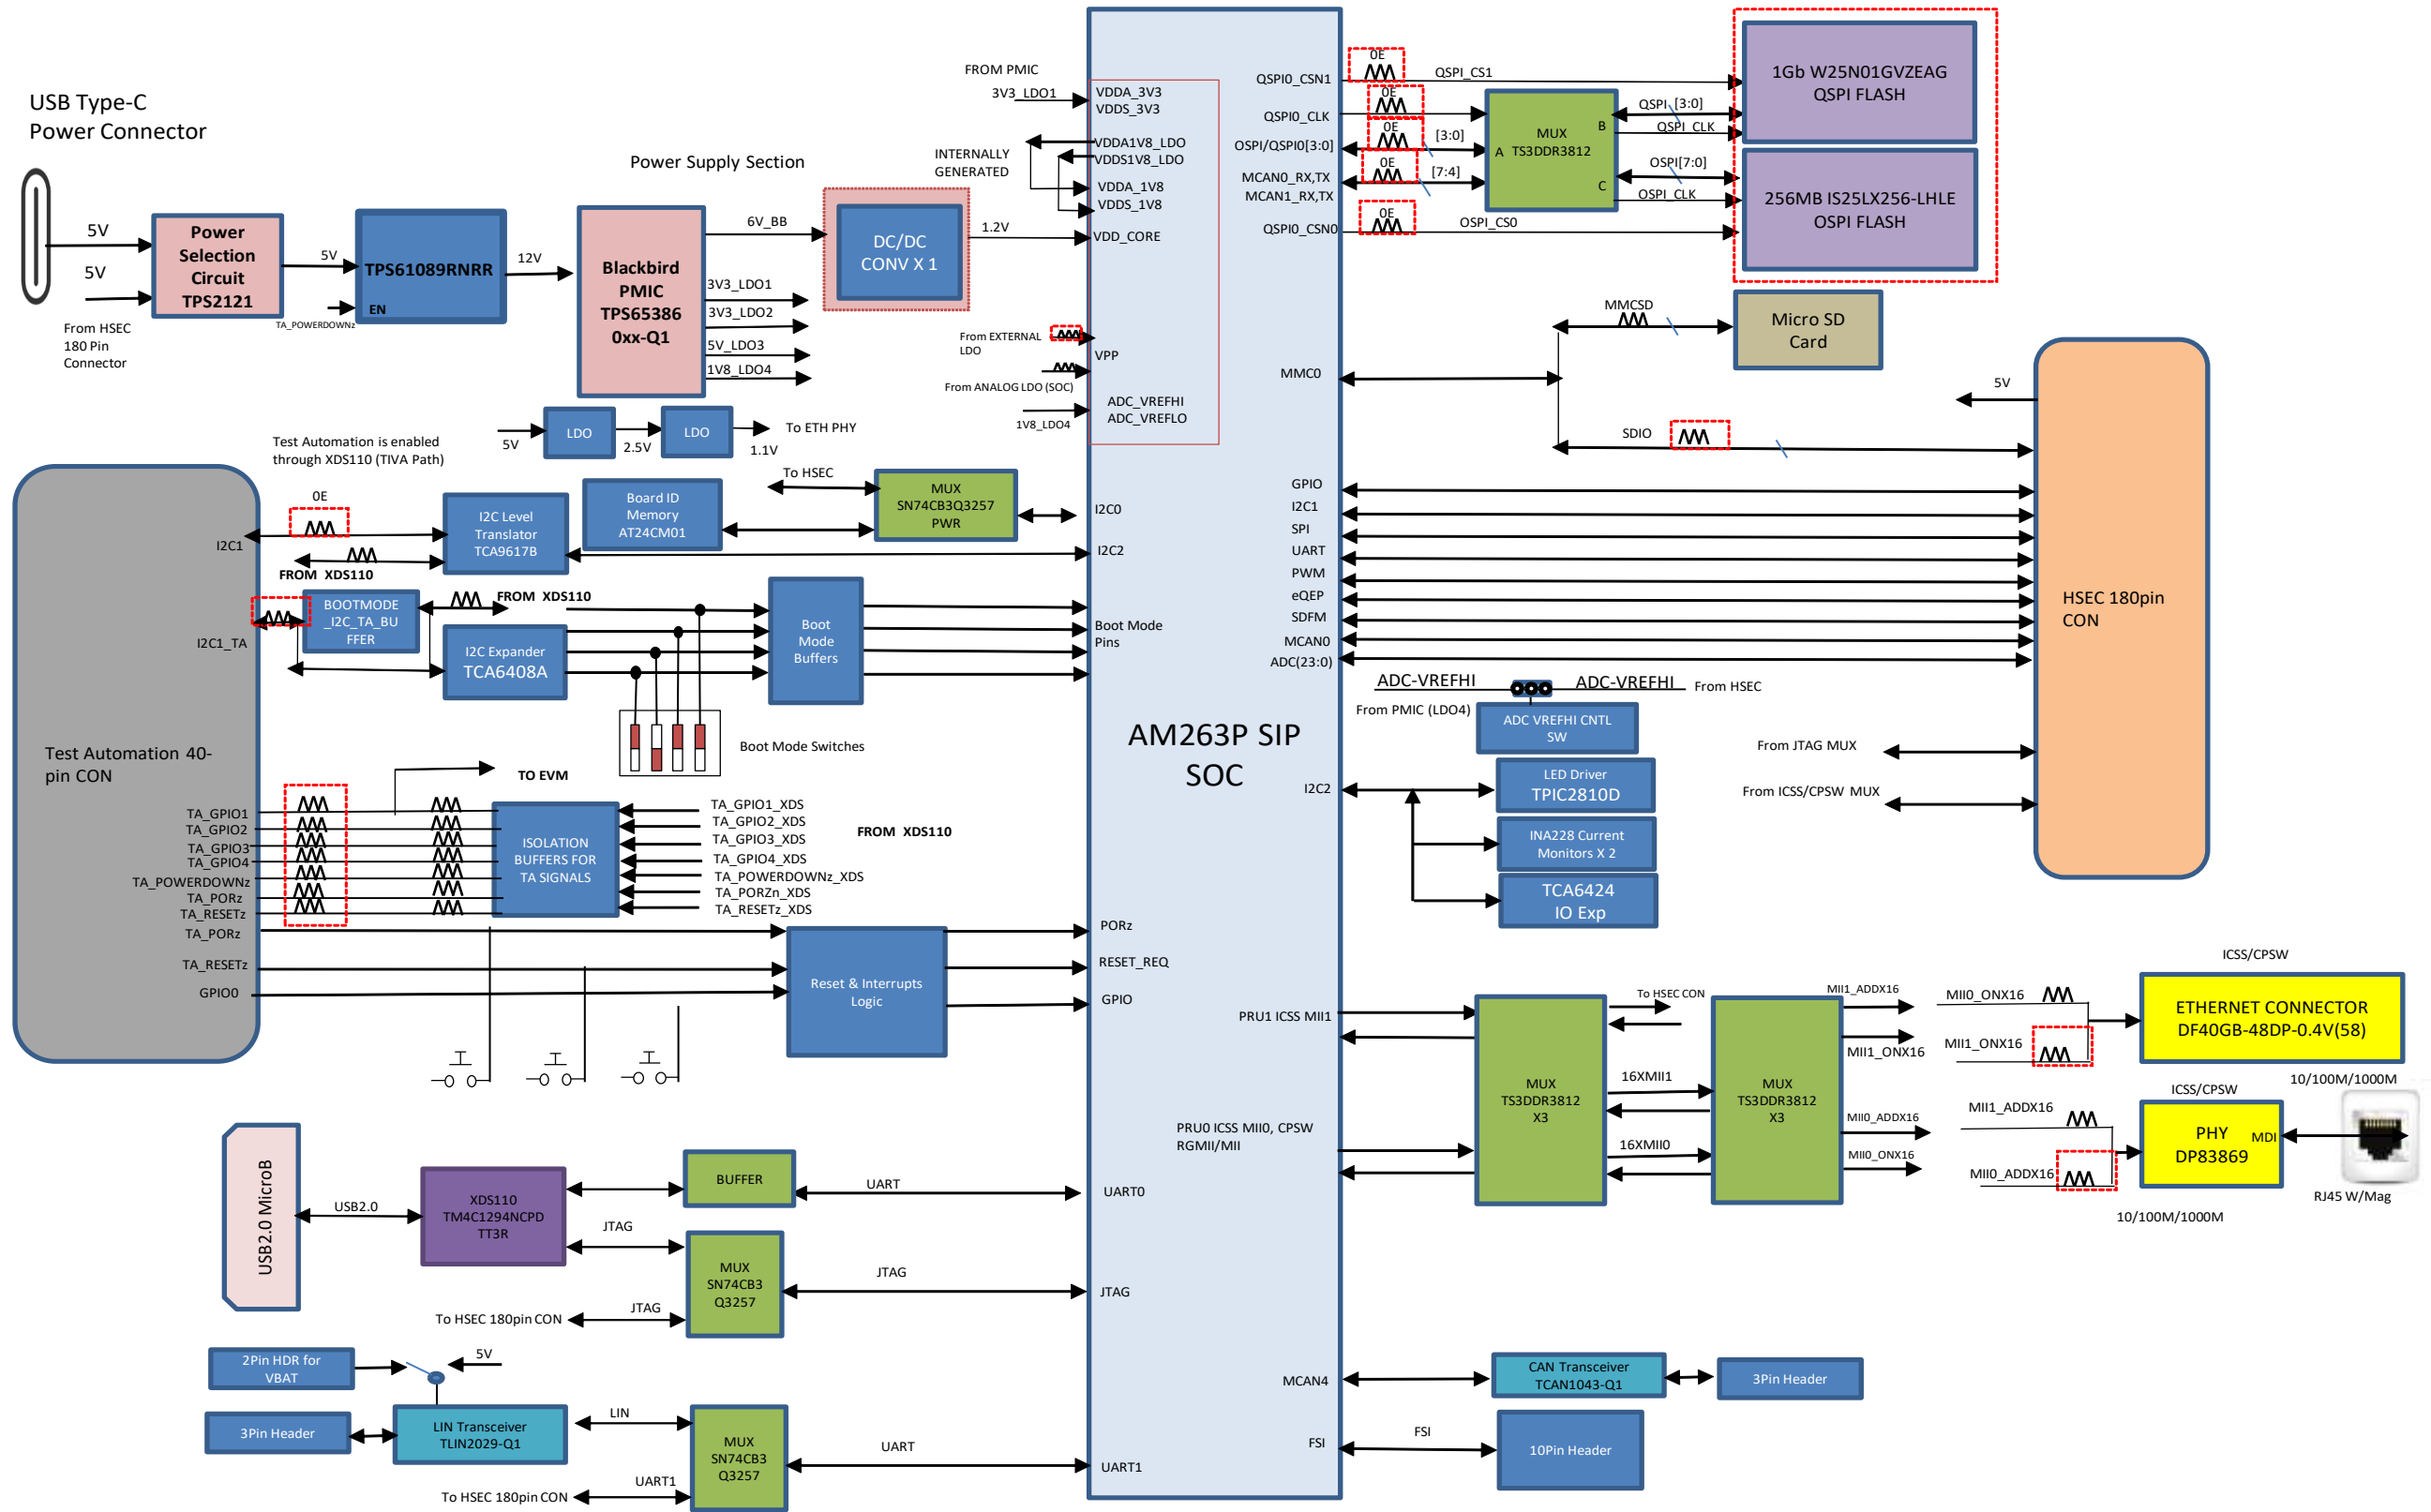 USB Type-C
Power Connector
5V
5V
From HSEC
180 Pin
Connector
Power
Selection
Circuit
TPS2121
5V
TA_POWERDOWNz
TPS61089RNRR
EN
12V
Power Supply Section
Blackbird
PMIC
TPS65386
0xx-Q1
6V_BB
3V3_LDO1
3V3_LDO2
5V_LDO3
1V8_LDO4
DC/DC
CONV X 1
1.2V
5V
LDO
2.5V
LDO
1.1V
To ETH PHY
FROM PMIC
3V3_LDO1
INTERNALLY
GENERATED
From EXTERNAL
LDO
From ANALOG LDO (SOC)
1V8_LDO4
VDDA_3V3
VDDS_3V3
VDDA1V8_LDO
VDDS1V8_LDO
VDDA_1V8
VDDS_1V8
VDD_CORE
VPP
ADC_VREFHI
ADC_VREFLO
I2C0
I2C2
Boot Mode
Pins
AM263P SIP
SOC
PORz
RESET_REQ
GPIO
UART0
JTAG
UART1
QSPI0_CSN1
QSPI0_CLK
OSPI/QSPI0[3:0]
MCAN0_RX,TX
MCAN1_RX,TX
QSPI0_CSN0
MMC0
GPIO
I2C1
SPI
UART
PWM
eQEP
SDFM
MCAN0
ADC(23:0)
I2C2
PRU1 ICSS MII1
PRU0 ICSS MII0, CPSW
RGMII/MII
MCAN4
FSI
0E
QSPI_CS1
0E
0E
[3:0]
0E
[7:4]
0E
OSPI_CS0
MUX
TS3DDR3812
A
B
C
QSPI [3:0]
QSPI_CLK
OSPI[7:0]
OSPI_CLK
1Gb W25N01GVZEAG
QSPI FLASH
256MB IS25LX256-LHLE
OSPI FLASH
MMCSD
Micro SD
Card
SDIO
5V
HSEC 180pin
CON
ADC-VREFHI
ADC-VREFHI
From HSEC
From PMIC (LDO4)
ADC VREFHI CNTL
SW
From JTAG MUX
From ICSS/CPSW MUX
LED Driver
TPIC2810D
INA228 Current
Monitors X 2
TCA6424
IO Exp
Test Automation is enabled
through XDS110 (TIVA Path)
0E
I2C1
FROM XDS110
I2C Level
Translator
TCA9617B
Board ID
Memory
AT24CM01
To HSEC
MUX
SN74CB3Q3257
PWR
I2C1_TA
BOOTMODE
_I2C_TA_BU
FFER
FROM XDS110
I2C Expander
TCA6408A
Boot
Mode
Buffers
Boot Mode Switches
Test Automation 40-
pin CON
TO EVM
TA_GPIO1
TA_GPIO2
TA_GPIO3
TA_GPIO4
TA_POWERDOWNz
TA_PORz
TA_RESETz
TA_PORz
TA_RESETz
GPIO0
ISOLATION
BUFFERS FOR
TA SIGNALS
TA_GPIO1_XDS
TA_GPIO2_XDS
TA_GPIO3_XDS
TA_GPIO4_XDS
TA_POWERDOWNz_XDS
TA_PORZn_XDS
TA_RESETz_XDS
FROM XDS110
Reset & Interrupts
Logic
MUX
TS3DDR3812
X3
To HSEC CON
16XMII1
16XMII0
MUX
TS3DDR3812
X3
MII1_ADDX16
MII1_ONX16
MII0_ADDX16
MII0_ONX16
ICSS/CPSW
MII0_ONX16
MII1_ONX16
ETHERNET CONNECTOR
DF40GB-48DP-0.4V(58)
10/100M/1000M
ICSS/CPSW
MII1_ADDX16
MII0_ADDX16
PHY
DP83869
MDI
10/100M/1000M
RJ45 W/Mag
USB2.0 MicroB
USB2.0
XDS110
TM4C1294NCPD
TT3R
BUFFER
UART
JTAG
MUX
SN74CB3
Q3257
JTAG
JTAG
To HSEC 180pin CON
2Pin HDR for
VBAT
5V
3Pin Header
LIN Transceiver
TLIN2029-Q1
LIN
MUX
SN74CB3
Q3257
UART
UART1
To HSEC 180pin CON
CAN Transceiver
TCAN1043-Q1
3Pin Header
FSI
10Pin Header